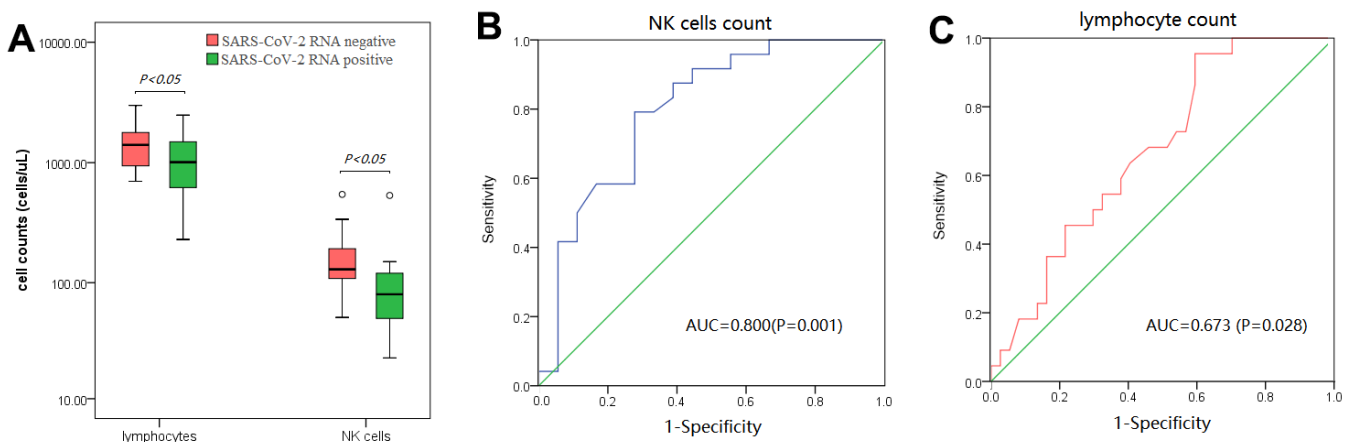 A
SARS-CoV-2 RNA negative
SARS-CoV-2 RNA positive
P<0.05
P<0.05
cell counts (cells/uL)
10000.00
1000.00
100.00
10.00
lymphocytes
NK cells
B
NK cells count
Sensitivity
1.0
0.8
0.6
0.4
0.2
0.0
0.0 0.2 0.4 0.6 0.8 1.0
1-Specificity
AUC=0.800(P=0.001)
C
lymphocyte count
Sensitivity
1.0
0.8
0.6
0.4
0.2
0.0
0.0 0.2 0.4 0.6 0.8 1.0
1-Specificity
AUC=0.673 (P=0.028)